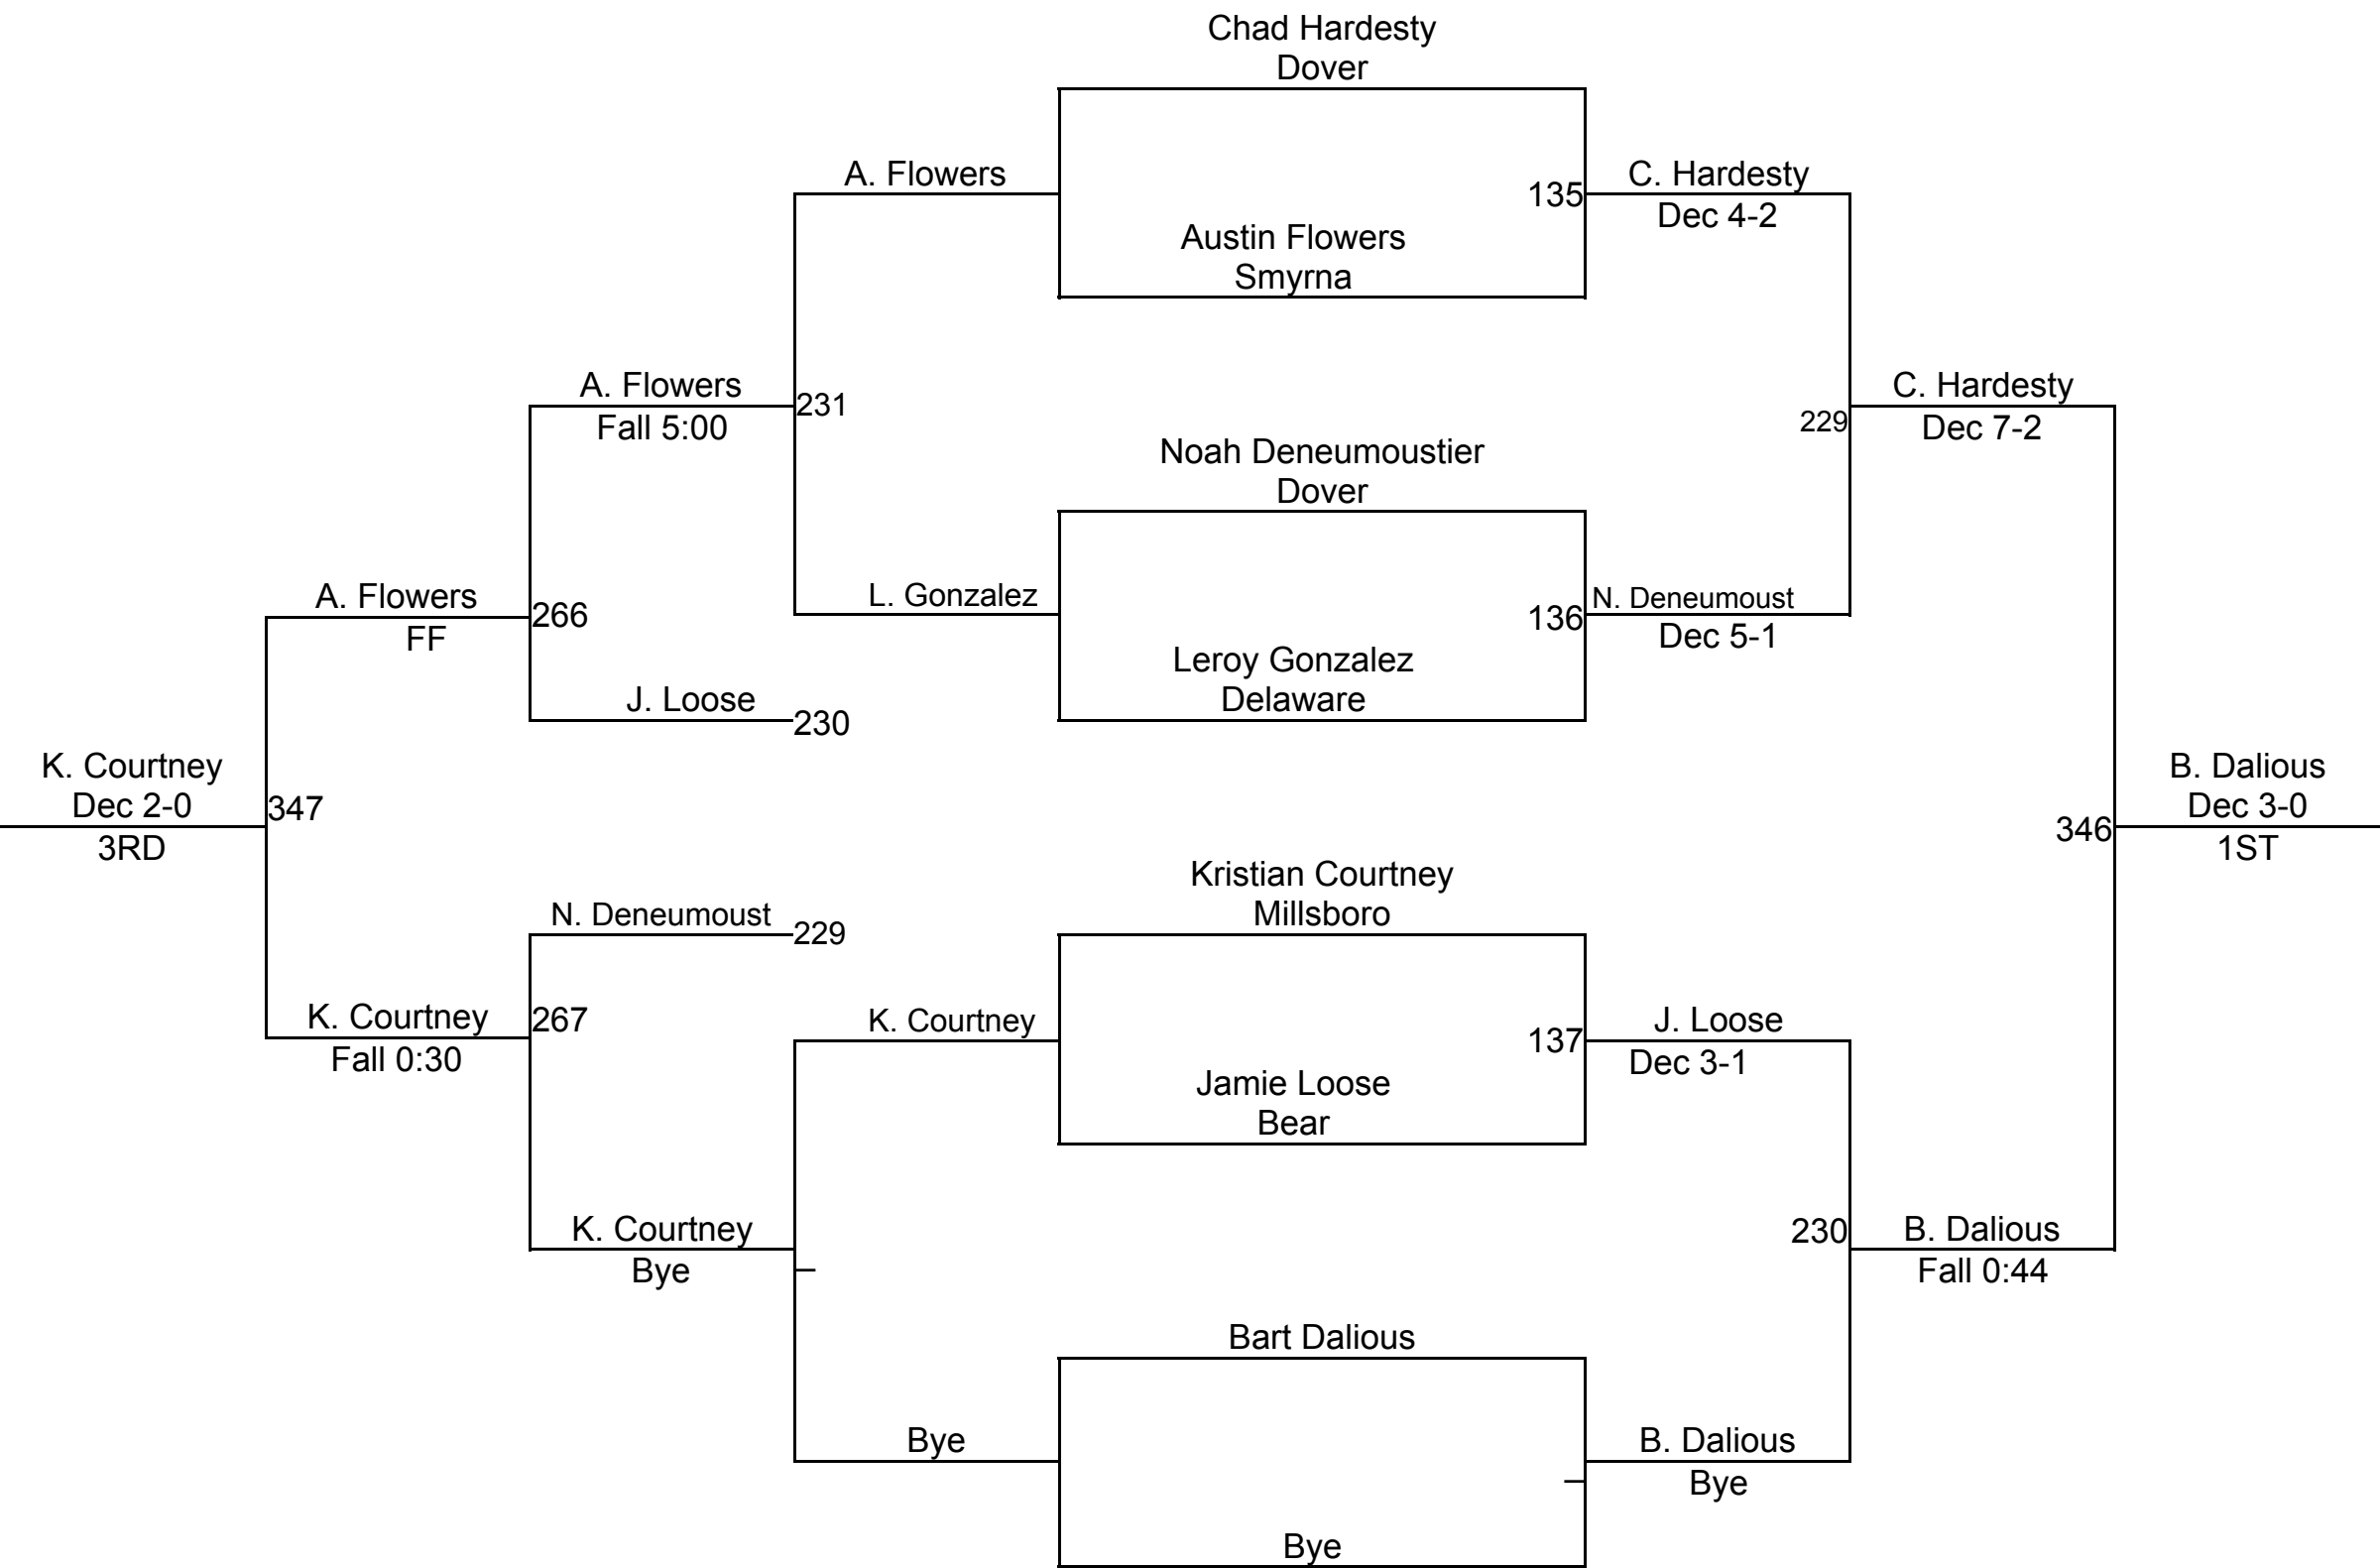 Chad Hardesty
Dover
A. Flowers
135
C. Hardesty
Dec 4-2
Austin Flowers
Smyrna
A. Flowers
Fall 5:00
231
C. Hardesty
Dec 7-2
229
Noah Deneumoustier
Dover
A. Flowers
FF
266
L. Gonzalez
136
N. Deneumoust
Dec 5-1
Leroy Gonzalez
Delaware
J. Loose
230
K. Courtney
Dec 2-0
3RD
347
346
B. Dalious
Dec 3-0
1ST
Kristian Courtney
Millsboro
N. Deneumoust
229
K. Courtney
Fall 0:30
267
K. Courtney
137
J. Loose
Dec 3-1
Jamie Loose
Bear
K. Courtney
Bye
230
B. Dalious
Fall 0:44
Bart Dalious
Bye
B. Dalious
Bye
Bye